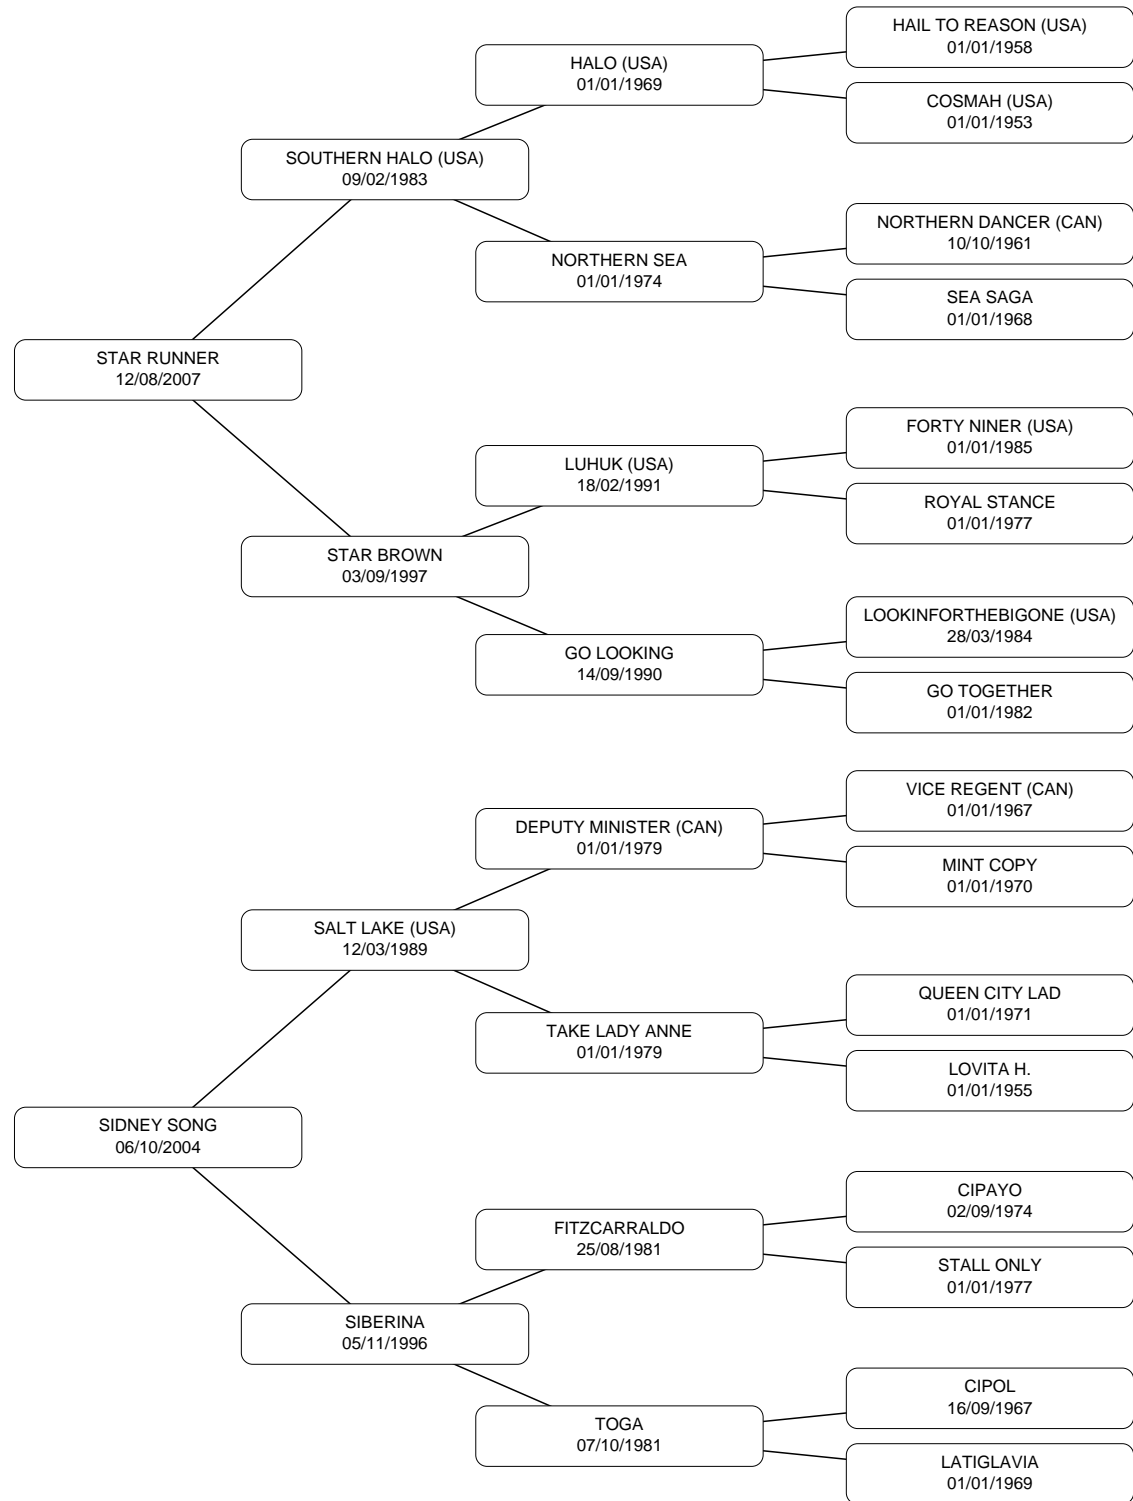 HAIL TO REASON (USA)
01/01/1958
HALO (USA)
01/01/1969
COSMAH (USA)
01/01/1953
SOUTHERN HALO (USA)
09/02/1983
NORTHERN DANCER (CAN)
10/10/1961
NORTHERN SEA
01/01/1974
SEA SAGA
01/01/1968
STAR RUNNER
12/08/2007
FORTY NINER (USA)
01/01/1985
LUHUK (USA)
18/02/1991
ROYAL STANCE
01/01/1977
STAR BROWN
03/09/1997
LOOKINFORTHEBIGONE (USA)
28/03/1984
GO LOOKING
14/09/1990
GO TOGETHER
01/01/1982
VICE REGENT (CAN)
01/01/1967
DEPUTY MINISTER (CAN)
01/01/1979
MINT COPY
01/01/1970
SALT LAKE (USA)
12/03/1989
QUEEN CITY LAD
01/01/1971
TAKE LADY ANNE
01/01/1979
LOVITA H.
01/01/1955
SIDNEY SONG
06/10/2004
CIPAYO
02/09/1974
FITZCARRALDO
25/08/1981
STALL ONLY
01/01/1977
SIBERINA
05/11/1996
CIPOL
16/09/1967
TOGA
07/10/1981
LATIGLAVIA
01/01/1969